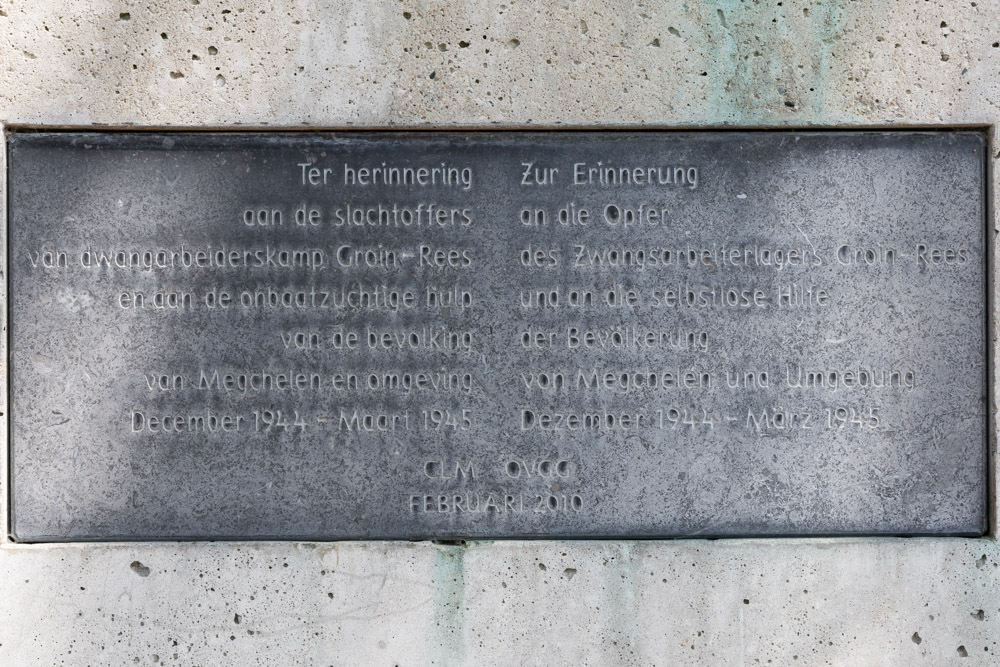 Ter herinnering
aan de slachtoffers
van dwangarbeiderskamp Groin-Rees
en aan de onbaatzuchtige hulp
van de bevolking
van Megchelen en omgeving
December 1944 - Maart 1945
Zur Erinnerung
an die Opfer
des Zwangsarbeiterlagers Groin-Rees
und an die selbstlose Hilfe
der Bevölkerung
von Megchelen und Umgebung
Dezember 1944 - März 1945
CLM OVGG
FEBRUARI 2010